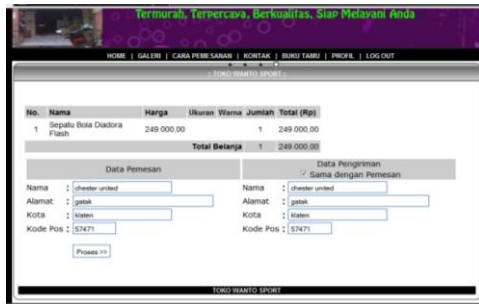 Termurah, Terpercaya, Berkualitas, Siap Melayani Anda
HOME | GALERI | CARA PEMESANAN | KONTAK | BUKU TAMU | PROFIL | LOG OUT
:: TOKO WANTO SPORT ::
No. Nama Harga Ukuran Warna Jumlah Total (Rp)
1 Sepatu Bola Diadora Flash 249.000,00 1 249.000,00
Total Belanja 1 249.000,00
Data Pemesan
Nama : chester united
Alamat : gatak
Kota : klaten
Kode Pos : 57471
Proses >>
Data Pengiriman
Sama dengan Pemesan
Nama : chester united
Alamat : gatak
Kota : klaten
Kode Pos : 57471
TOKO WANTO SPORT